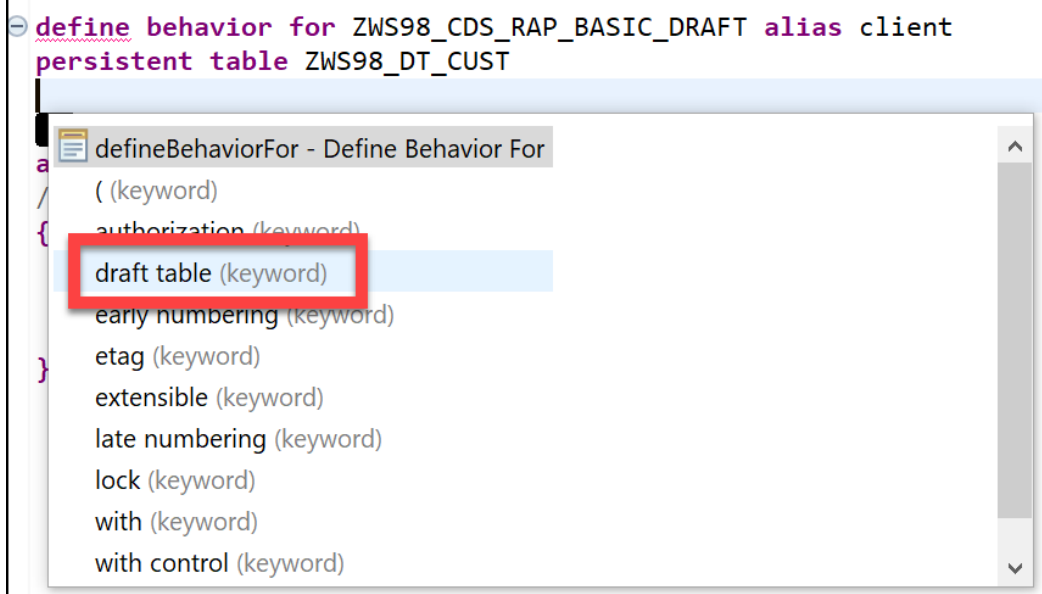 define behavior for ZWS98_CDS_RAP_BASIC_DRAFT alias client
persistent table ZWS98_DT_CUST
defineBehaviorFor - Define Behavior For
a
( (keyword)
/
authorization (keyword)
{
draft table (keyword)
early numbering (keyword)
etag (keyword)
}
extensible (keyword)
late numbering (keyword)
lock (keyword)
with (keyword)
with control (keyword)